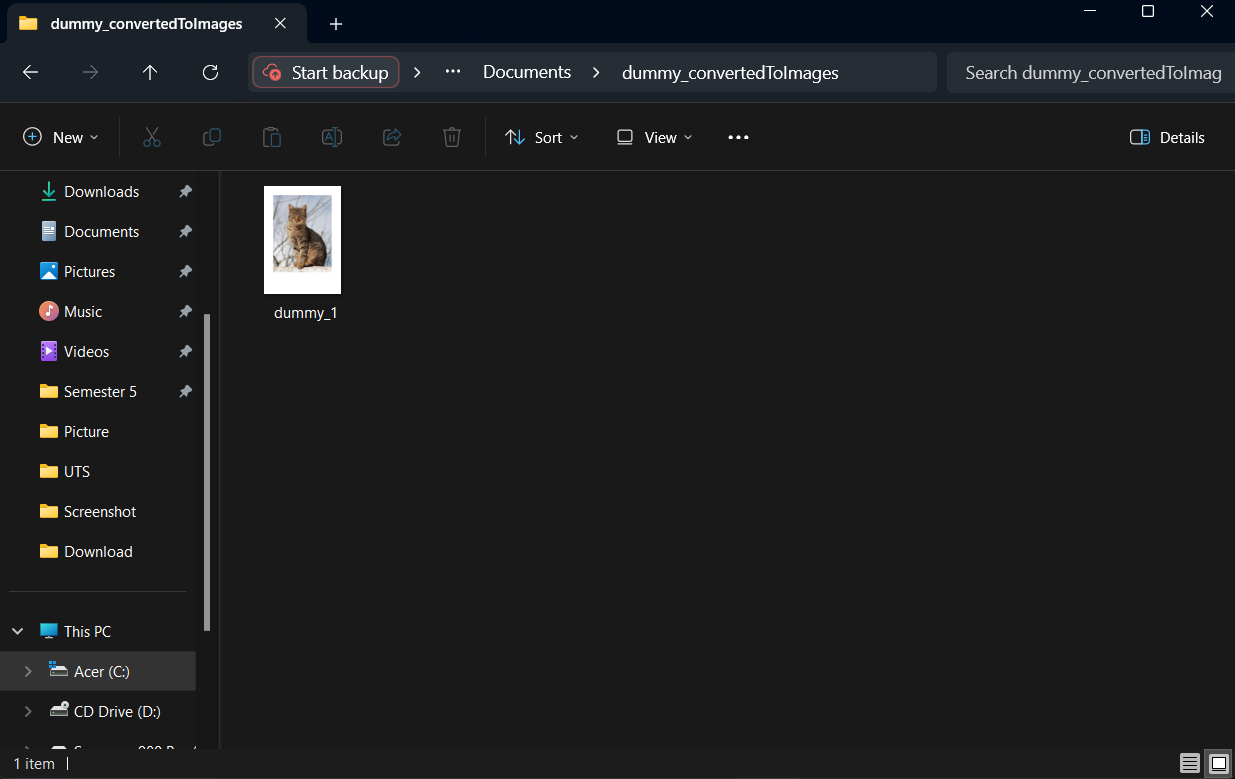 dummy_convertedToImages
Start backup
Documents
dummy_convertedToImages
Search dummy_convertedToImag
New
Sort
View
Details
Downloads
Documents
Pictures
Music
Videos
Semester 5
Picture
UTS
Screenshot
Download
This PC
Acer (C:)
CD Drive (D:)
dummy_1
1 item